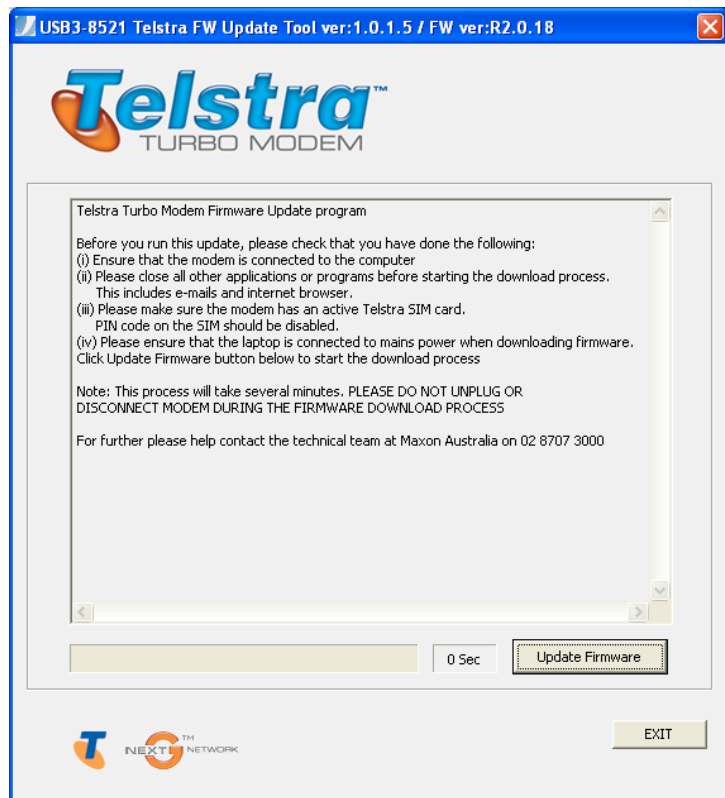 USB3-8521 Telstra FW Update Tool ver:1.0.1.5 / FW ver:R2.0.18
Telstra™
TURBO MODEM
Telstra Turbo Modem Firmware Update program
Before you run this update, please check that you have done the following:
(i) Ensure that the modem is connected to the computer
(ii) Please close all other applications or programs before starting the download process.
This includes e-mails and internet browser.
(iii) Please make sure the modem has an active Telstra SIM card.
PIN code on the SIM should be disabled.
(iv) Please ensure that the laptop is connected to mains power when downloading firmware.
Click Update Firmware button below to start the download process
Note: This process will take several minutes. PLEASE DO NOT UNPLUG OR
DISCONNECT MODEM DURING THE FIRMWARE DOWNLOAD PROCESS
For further please help contact the technical team at Maxon Australia on 02 8707 3000
0 Sec
Update Firmware
EXIT
T NEXT G™ NETWORK